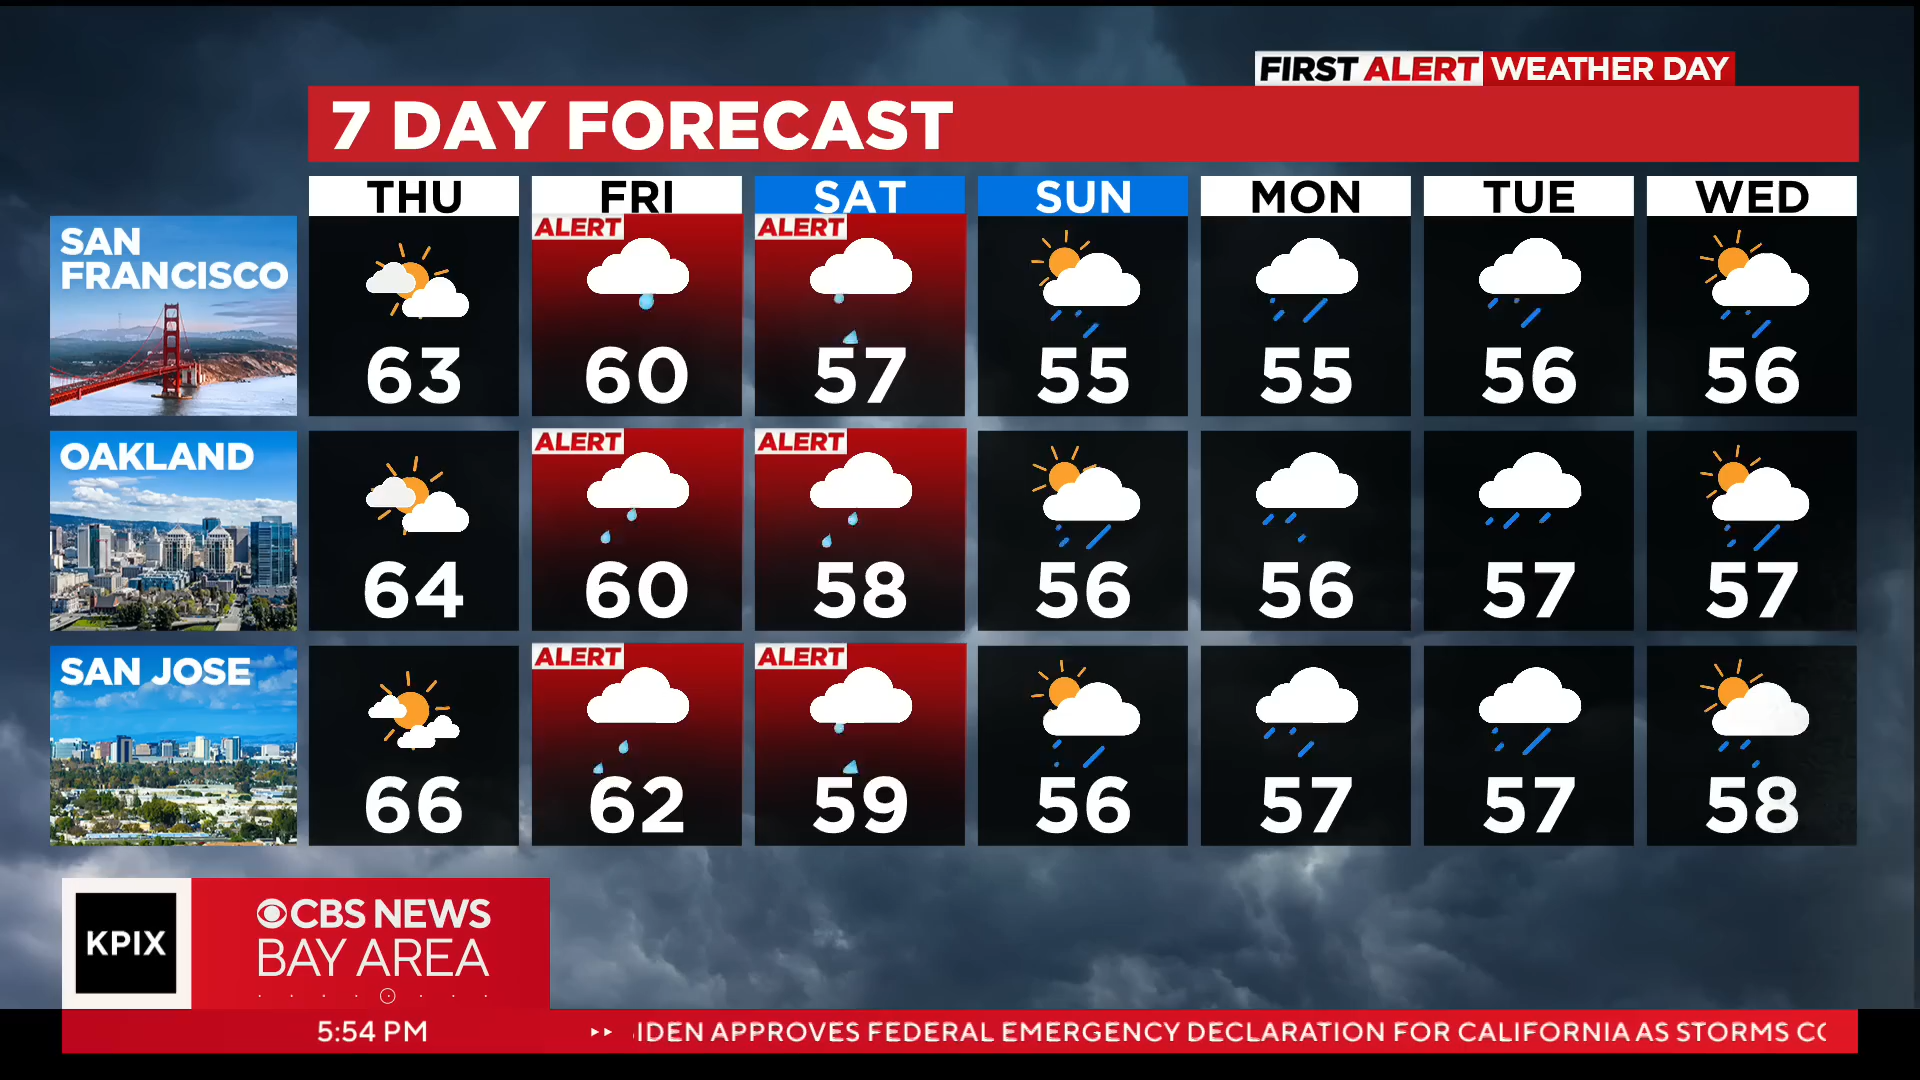 FIRST ALERT WEATHER DAY
7 DAY FORECAST
THU FRI SAT SUN MON TUE WED
SAN
FRANCISCO
ALERT ALERT
63 60 57 55 55 56 56
OAKLAND
ALERT ALERT
64 60 58 56 56 57 57
SAN JOSE
ALERT ALERT
66 62 59 56 57 57 58
KPIX
CBS NEWS
BAY AREA
5:54 PM
IDEN APPROVES FEDERAL EMERGENCY DECLARATION FOR CALIFORNIA AS STORMS